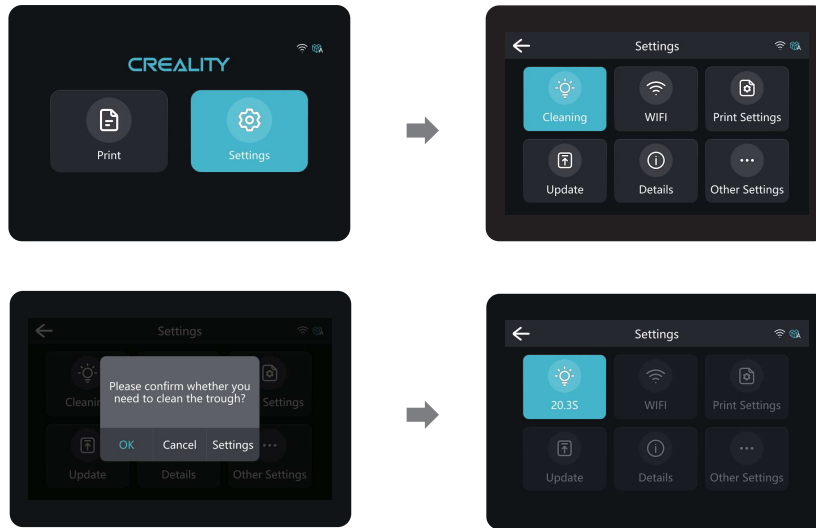 CREALITY
Print
Settings
Settings
Cleaning
WIFI
Print Settings
Update
Details
Other Settings
Settings
Cleanin
Settings
Please confirm whether you
need to clean the trough?
OK
Cancel
Settings
Update
Details
Other Settings
Settings
20.3S
WIFI
Print Settings
Update
Details
Other Settings